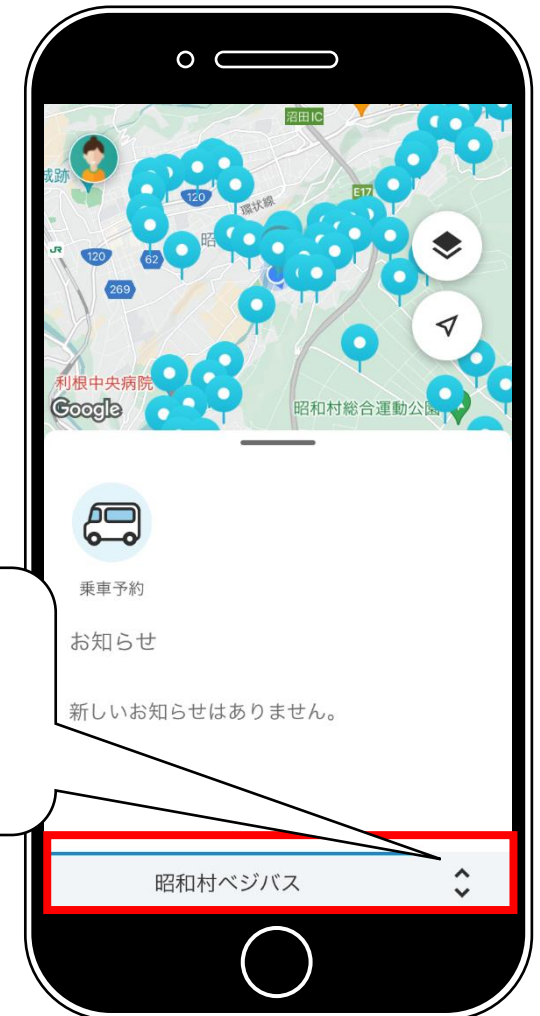 沼田IC
城跡
120
E17
環状線
昭
JR
120
62
269
利根中央病院
Google
昭和村総合運動公園
乗車予約
お知らせ
新しいお知らせはありません。
昭和村ベジバス